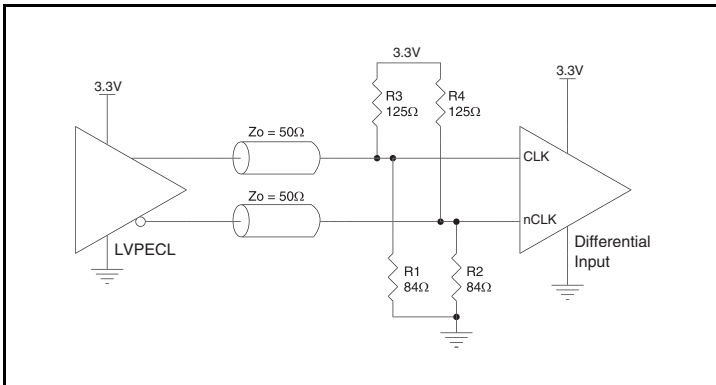 3.3V
3.3V
3.3V
R3
125Ω
R4
125Ω
Zo = 50Ω
CLK
Zo = 50Ω
nCLK
LVPECL
Differential
Input
R1
84Ω
R2
84Ω